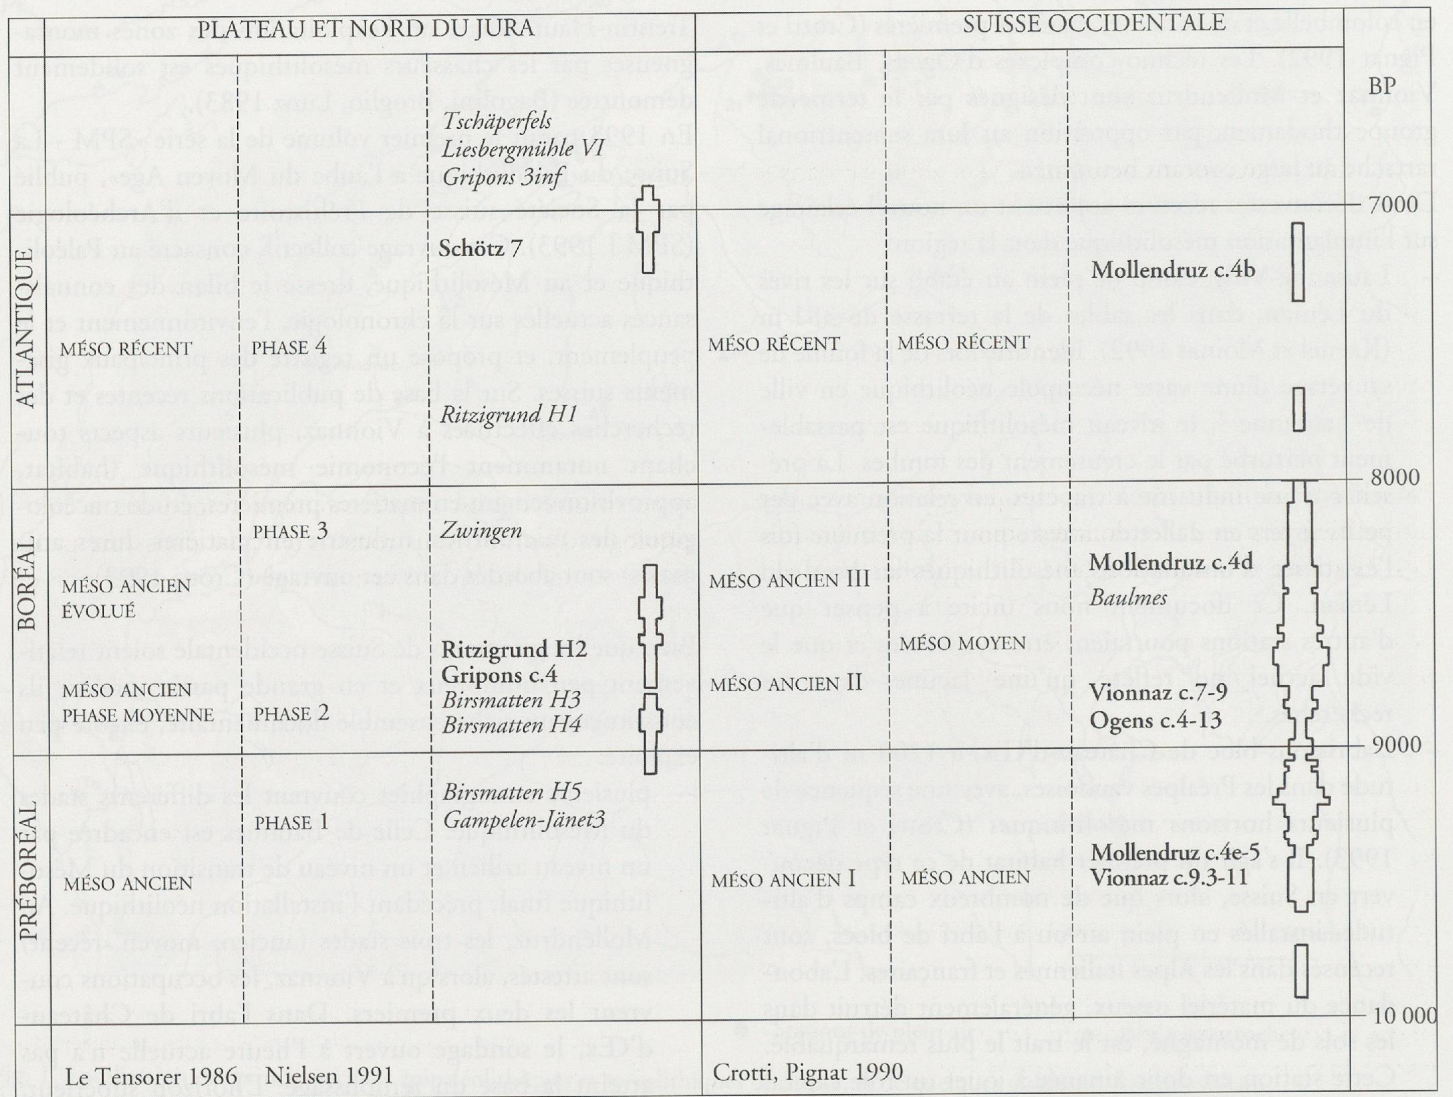 PLATEAU ET NORD DU JURA
SUISSE OCCIDENTALE
BP
ATLANTIQUE
MÉSO RÉCENT
PHASE 4
Tschäperfels
Liesbergmühle VI
Gripons 3inf
Schötz 7
Ritzigrund H1
MÉSO RÉCENT
MÉSO RÉCENT
Mollendruz c.4b
7000
8000
BORÉAL
MÉSO ANCIEN
ÉVOLUÉ
MÉSO ANCIEN
PHASE MOYENNE
PHASE 3
PHASE 2
Zwingen
Ritzigrund H2
Gripons c.4
Birsmatten H3
Birsmatten H4
MÉSO ANCIEN III
MÉSO ANCIEN II
MÉSO MOYEN
Mollendruz c.4d
Baulmes
Vionnaz c.7-9
Ogens c.4-13
9000
PRÉBORÉAL
MÉSO ANCIEN
PHASE 1
Birsmatten H5
Gampelen-Jänet3
MÉSO ANCIEN I
MÉSO ANCIEN
Mollendruz c.4e-5
Vionnaz c.9.3-11
10 000
Le Tensorer 1986
Nielsen 1991
Crotti, Pignat 1990